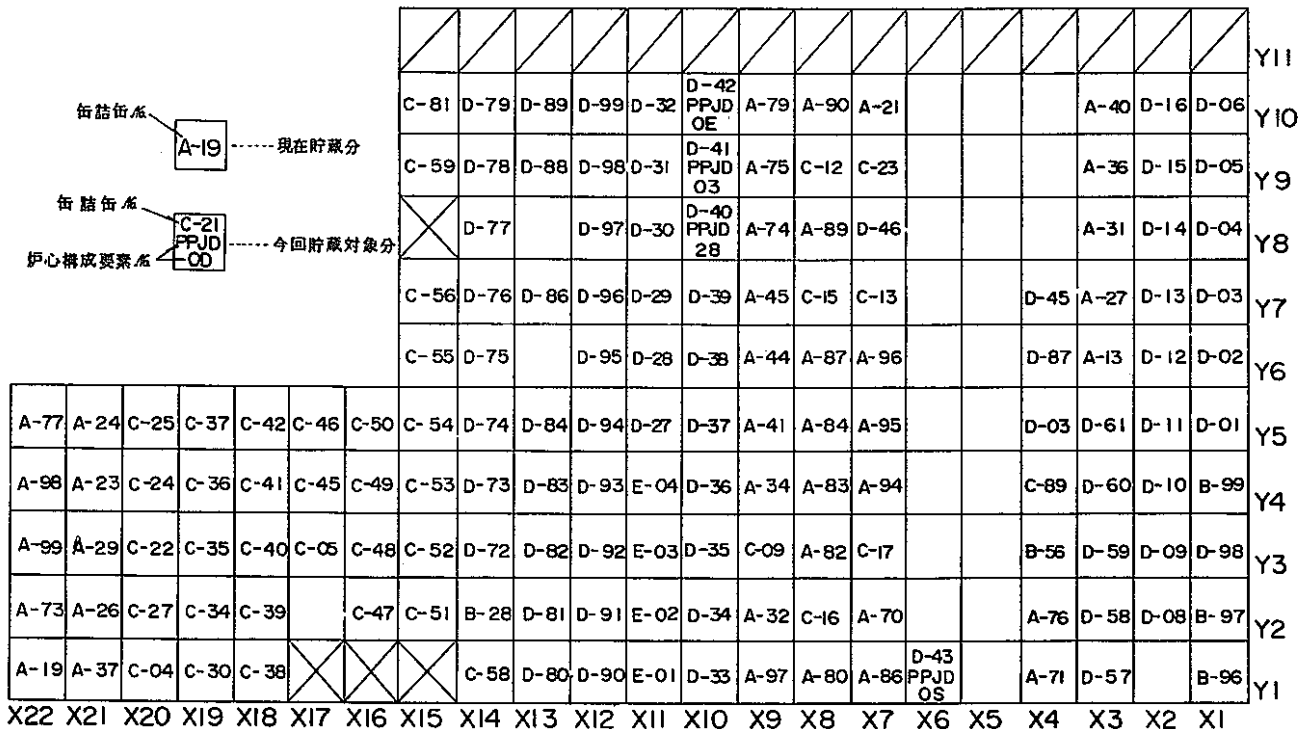 Y11
C-81 D-79 D-89 D-99 D-32 D-42 PPJD OE A-79 A-90 A-21 A-40 D-16 D-06 Y10
缶詰缶№
A-19 ------現在貯蔵分
C-59 D-78 D-88 D-98 D-31 D-41 PPJD 03 A-75 C-12 C-23 A-36 D-15 D-05 Y9
缶詰缶№
C-21 PPJD OD ------今回貯蔵対象分
炉心構成要素№
D-77 D-97 D-30 D-40 PPJD 28 A-74 A-89 D-46 A-31 D-14 D-04 Y8
C-56 D-76 D-86 D-96 D-29 D-39 A-45 C-15 C-13 D-45 A-27 D-13 D-03 Y7
C-55 D-75 D-95 D-28 D-38 A-44 A-87 A-96 D-87 A-13 D-12 D-02 Y6
A-77 A-24 C-25 C-37 C-42 C-46 C-50 C-54 D-74 D-84 D-94 D-27 D-37 A-41 A-84 A-95 D-03 D-61 D-11 D-01 Y5
A-98 A-23 C-24 C-36 C-41 C-45 C-49 C-53 D-73 D-83 D-93 E-04 D-36 A-34 A-83 A-94 C-89 D-60 D-10 B-99 Y4
A-99 A-29 C-22 C-35 C-40 C-05 C-48 C-52 D-72 D-82 D-92 E-03 D-35 C-09 A-82 C-17 B-56 D-59 D-09 D-98 Y3
A-73 A-26 C-27 C-34 C-39 C-47 C-51 B-28 D-81 D-91 E-02 D-34 A-32 C-16 A-70 A-76 D-58 D-08 B-97 Y2
A-19 A-37 C-04 C-30 C-38 C-58 D-80 D-90 E-01 D-33 A-97 A-80 A-86 D-43 PPJD OS A-71 D-57 B-96 Y1
X22 X21 X20 X19 X18 X17 X16 X15 X14 X13 X12 X11 X10 X9 X8 X7 X6 X5 X4 X3 X2 X1